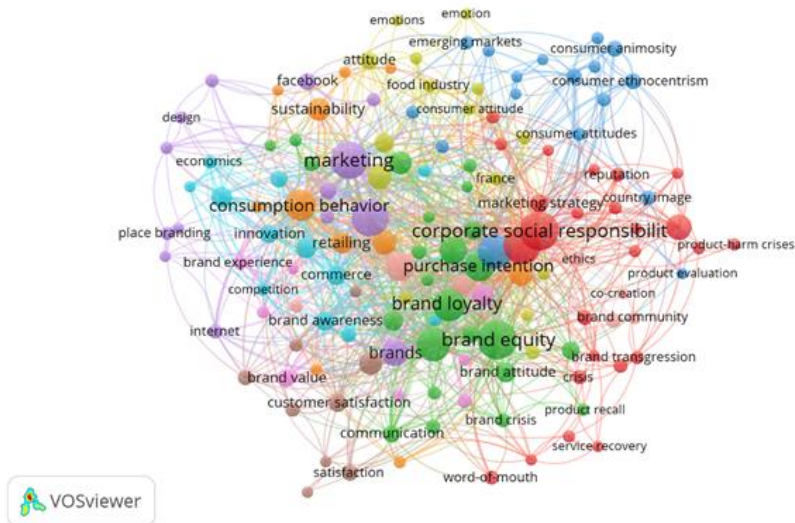 emotions
emotion
attitude
emerging markets
consumer animosity
facebook
food industry
consumer ethnocentrism
sustainability
consumer attitude
design
consumer attitudes
economics
marketing
france
reputation
consumption behavior
marketing strategy
country image
place branding
innovation
retailing
corporate social responsibilit
product-harm crises
brand experience
commerce
purchase intention
ethics
product evaluation
competition
brand loyalty
co-creation
internet
brand awareness
brand community
brands
brand equity
brand transgression
brand value
brand attitude
crisis
customer satisfaction
product recall
communication
brand crisis
service recovery
satisfaction
word-of-mouth
VOSviewer